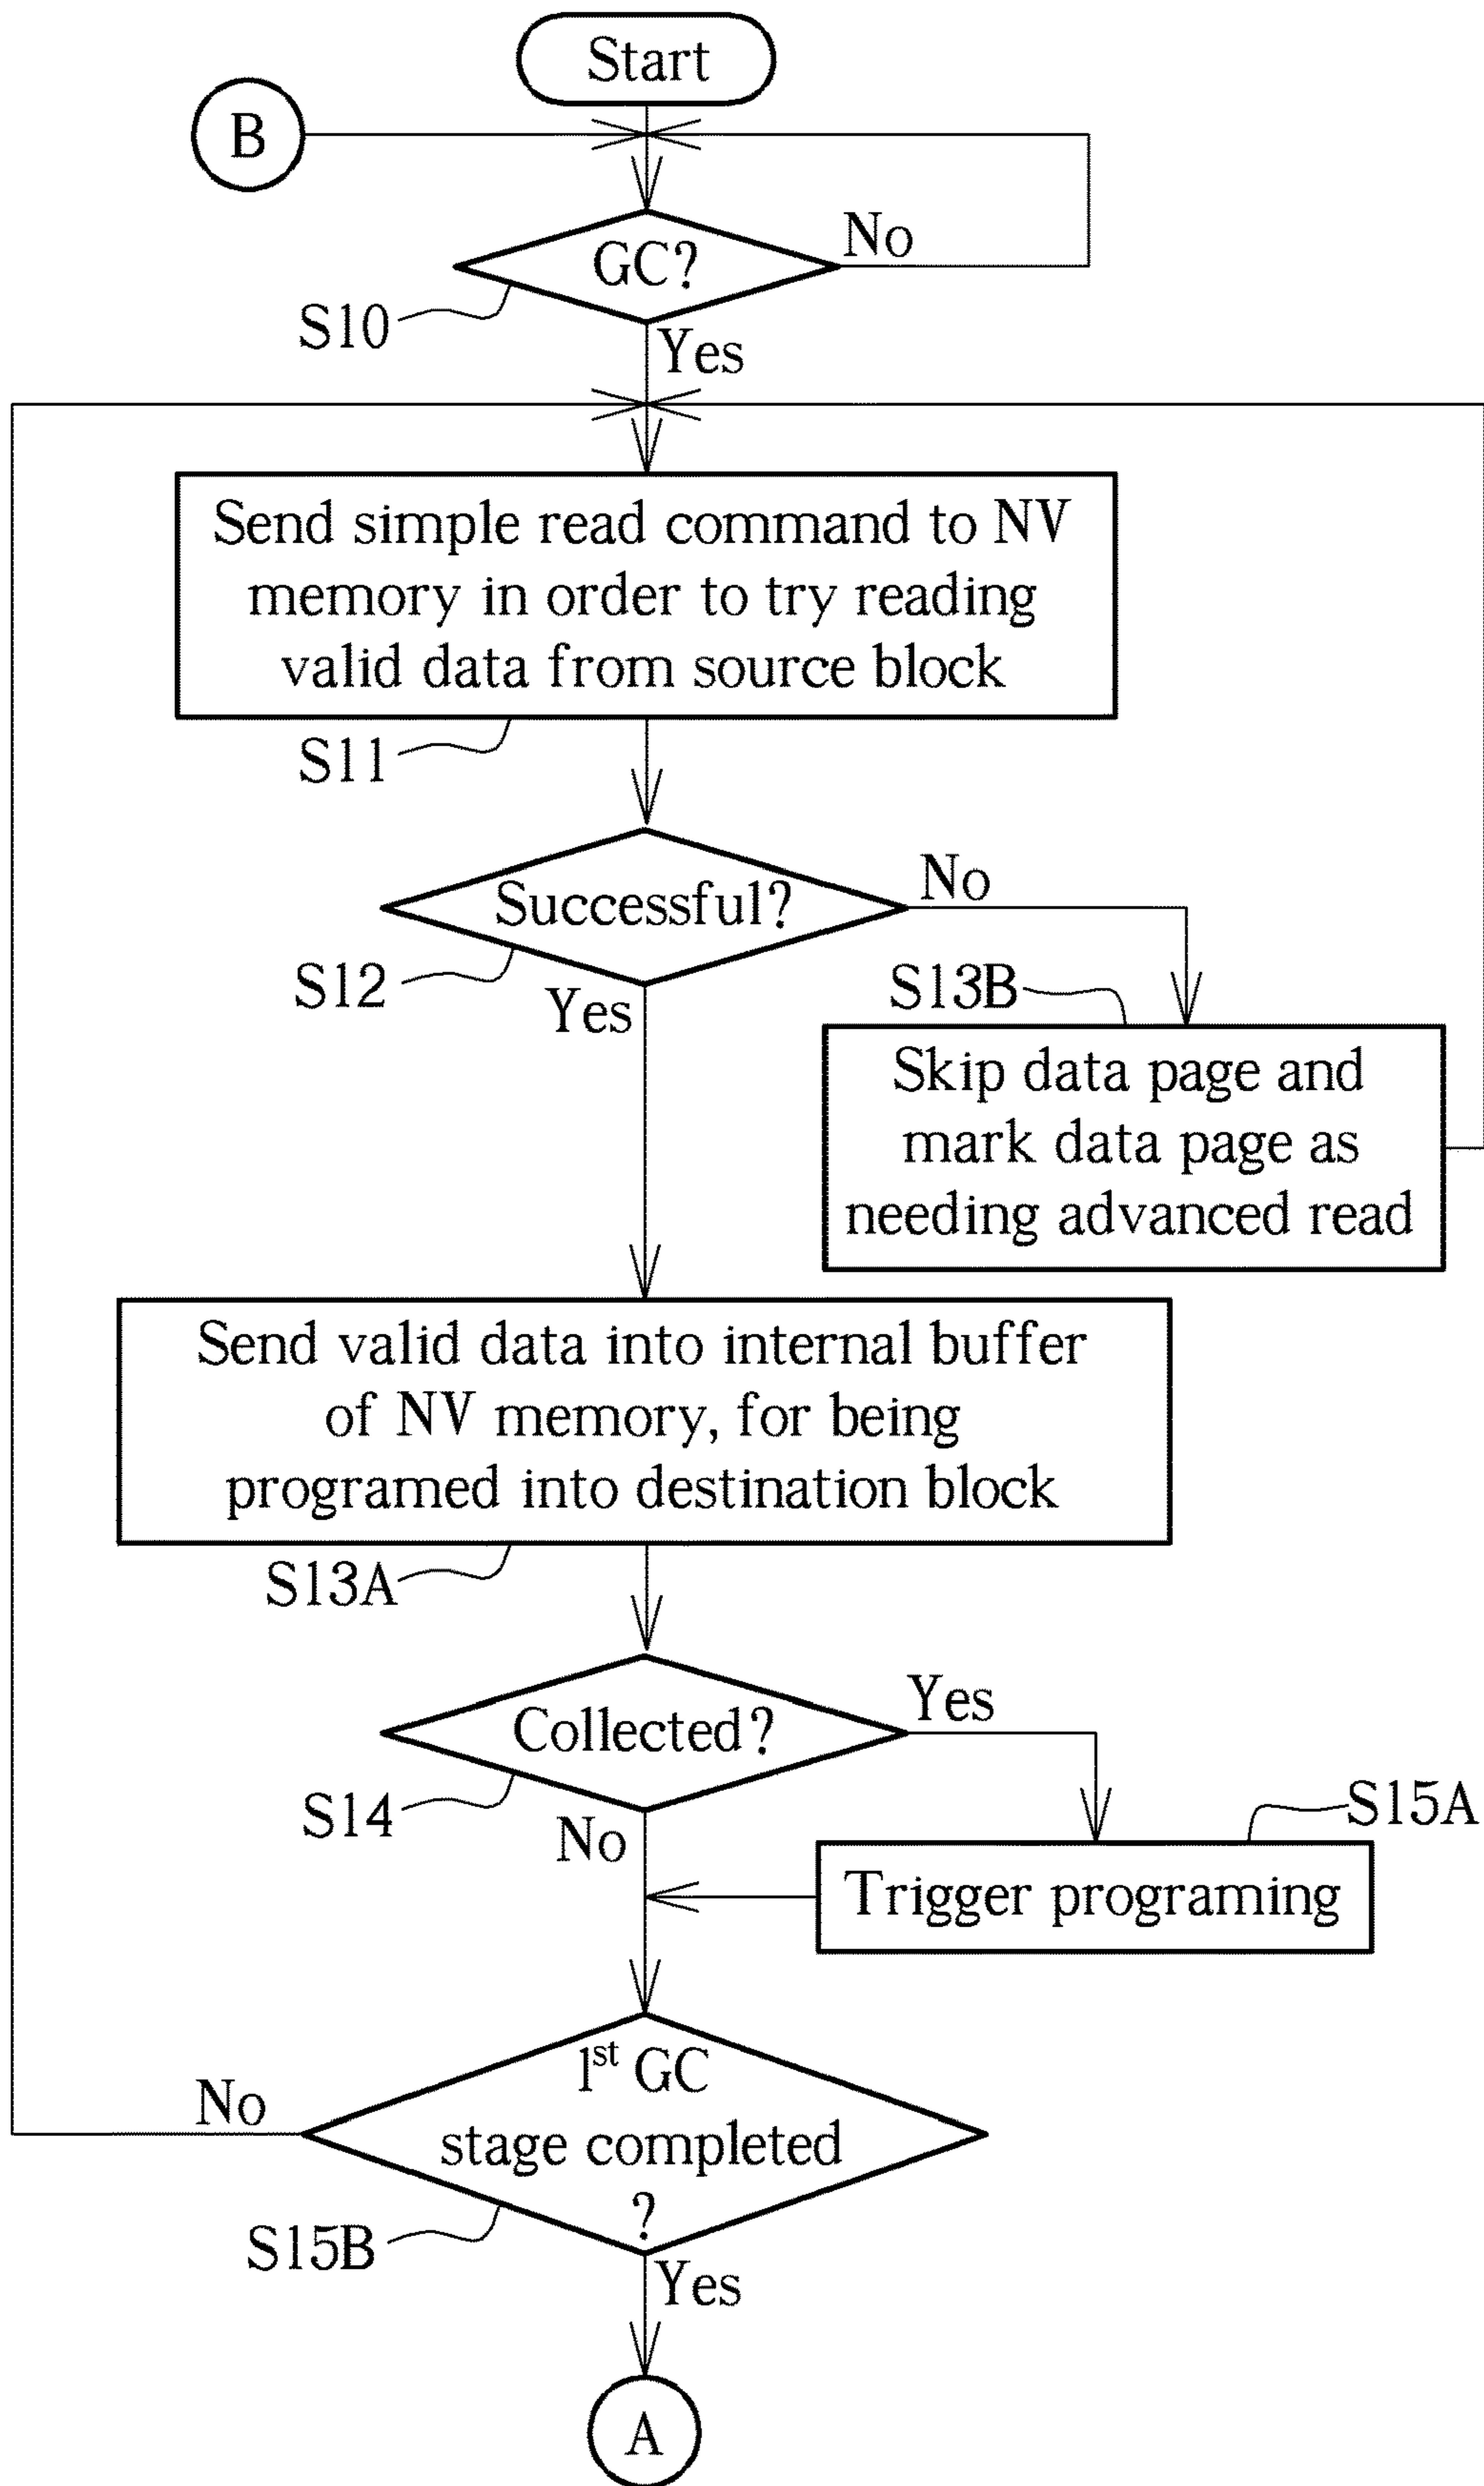 Start
B
GC?
No
S10
Yes
Send simple read command to NV
memory in order to try reading
valid data from source block
S11
Successful?
No
S12
Yes
S13B
Skip data page and
mark data page as
needing advanced read
Send valid data into internal buffer
of NV memory, for being
programed into destination block
S13A
Collected?
Yes
S14
No
S15A
Trigger programing
1st GC
stage completed
?
No
S15B
Yes
A